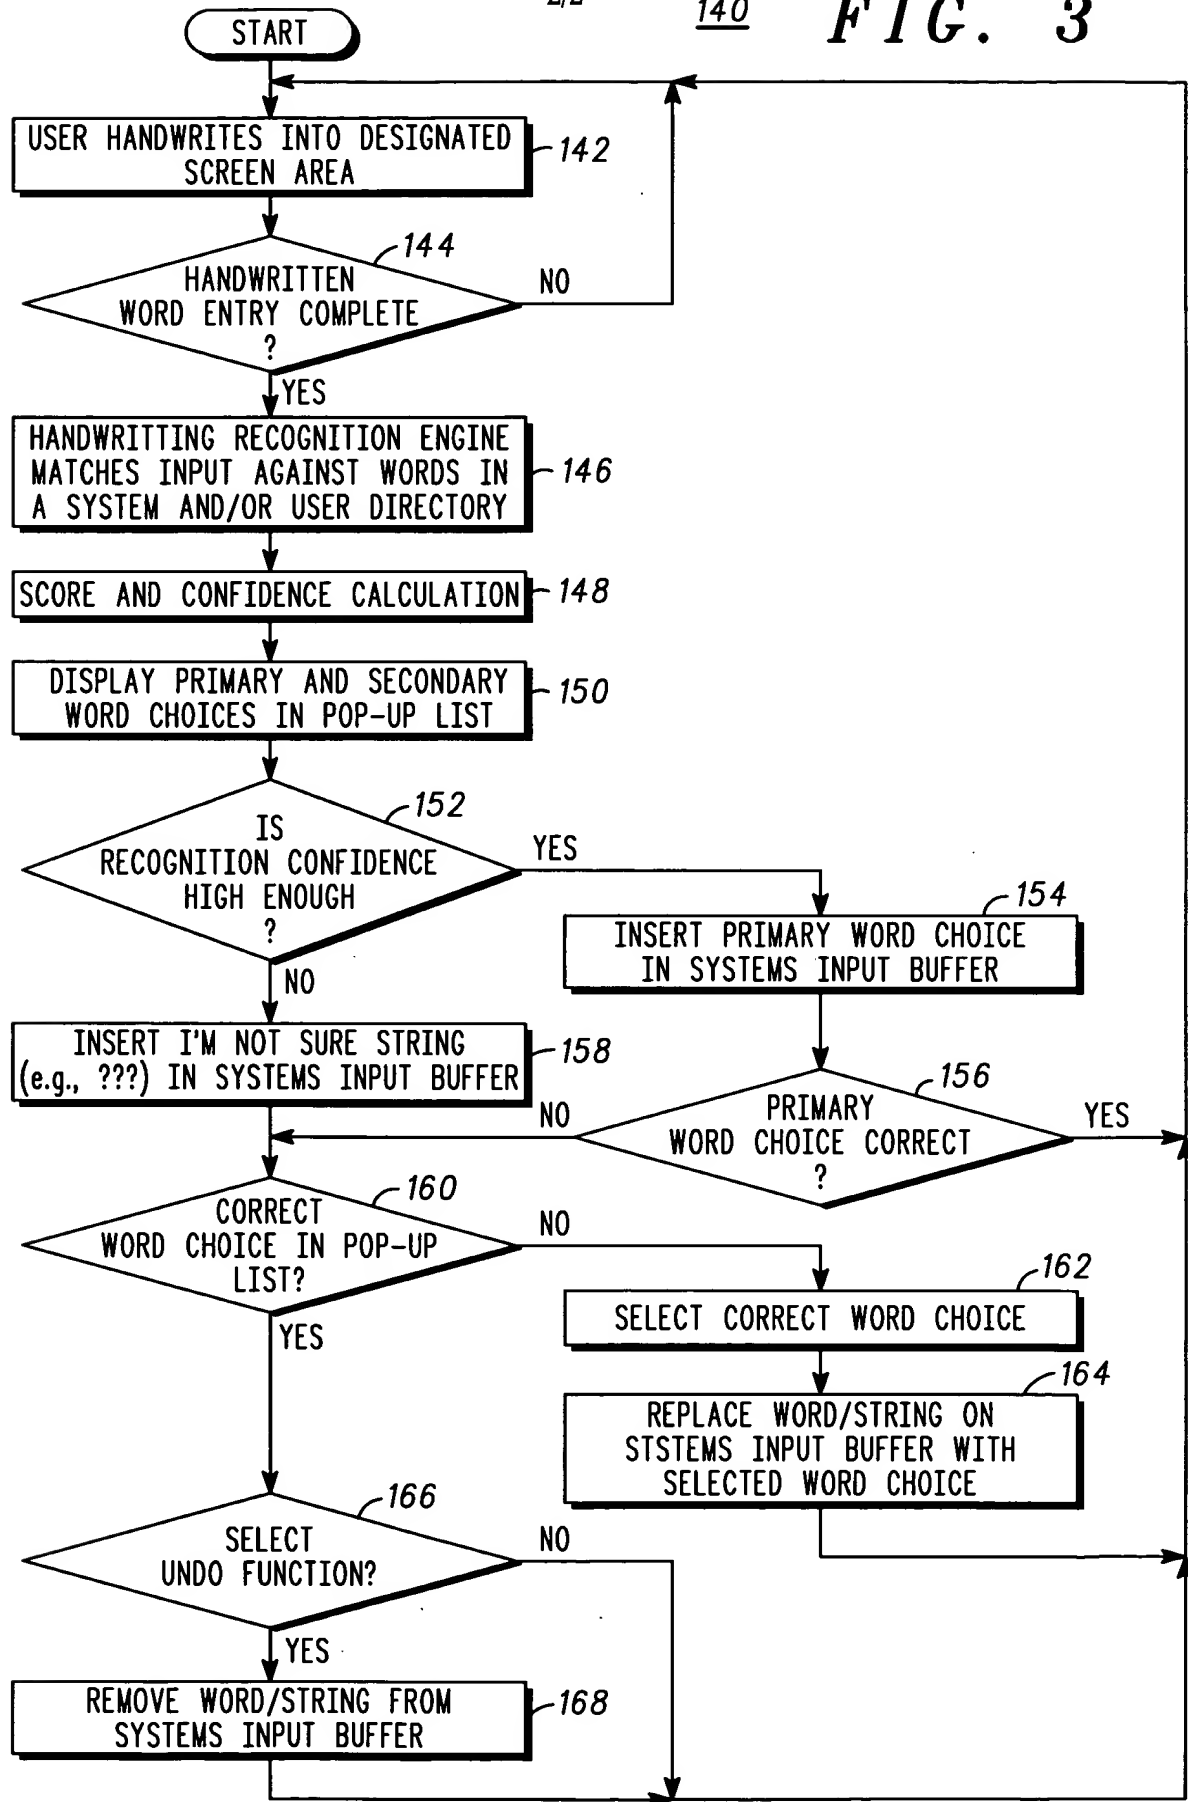 2/2
140
FIG. 3
START
USER HANDWRITES INTO DESIGNATED
SCREEN AREA
142
144
HANDWRITTEN
WORD ENTRY COMPLETE
?
NO
YES
HANDWRITTING RECOGNITION ENGINE
MATCHES INPUT AGAINST WORDS IN
A SYSTEM AND/OR USER DIRECTORY
146
SCORE AND CONFIDENCE CALCULATION
148
DISPLAY PRIMARY AND SECONDARY
WORD CHOICES IN POP-UP LIST
150
152
IS
RECOGNITION CONFIDENCE
HIGH ENOUGH
?
YES
NO
154
INSERT PRIMARY WORD CHOICE
IN SYSTEMS INPUT BUFFER
INSERT I'M NOT SURE STRING
(e.g., ???) IN SYSTEMS INPUT BUFFER
158
156
PRIMARY
WORD CHOICE CORRECT
?
NO
YES
160
CORRECT
WORD CHOICE IN POP-UP
LIST?
NO
YES
162
SELECT CORRECT WORD CHOICE
164
REPLACE WORD/STRING ON
STSTEMS INPUT BUFFER WITH
SELECTED WORD CHOICE
166
SELECT
UNDO FUNCTION?
NO
YES
REMOVE WORD/STRING FROM
SYSTEMS INPUT BUFFER
168